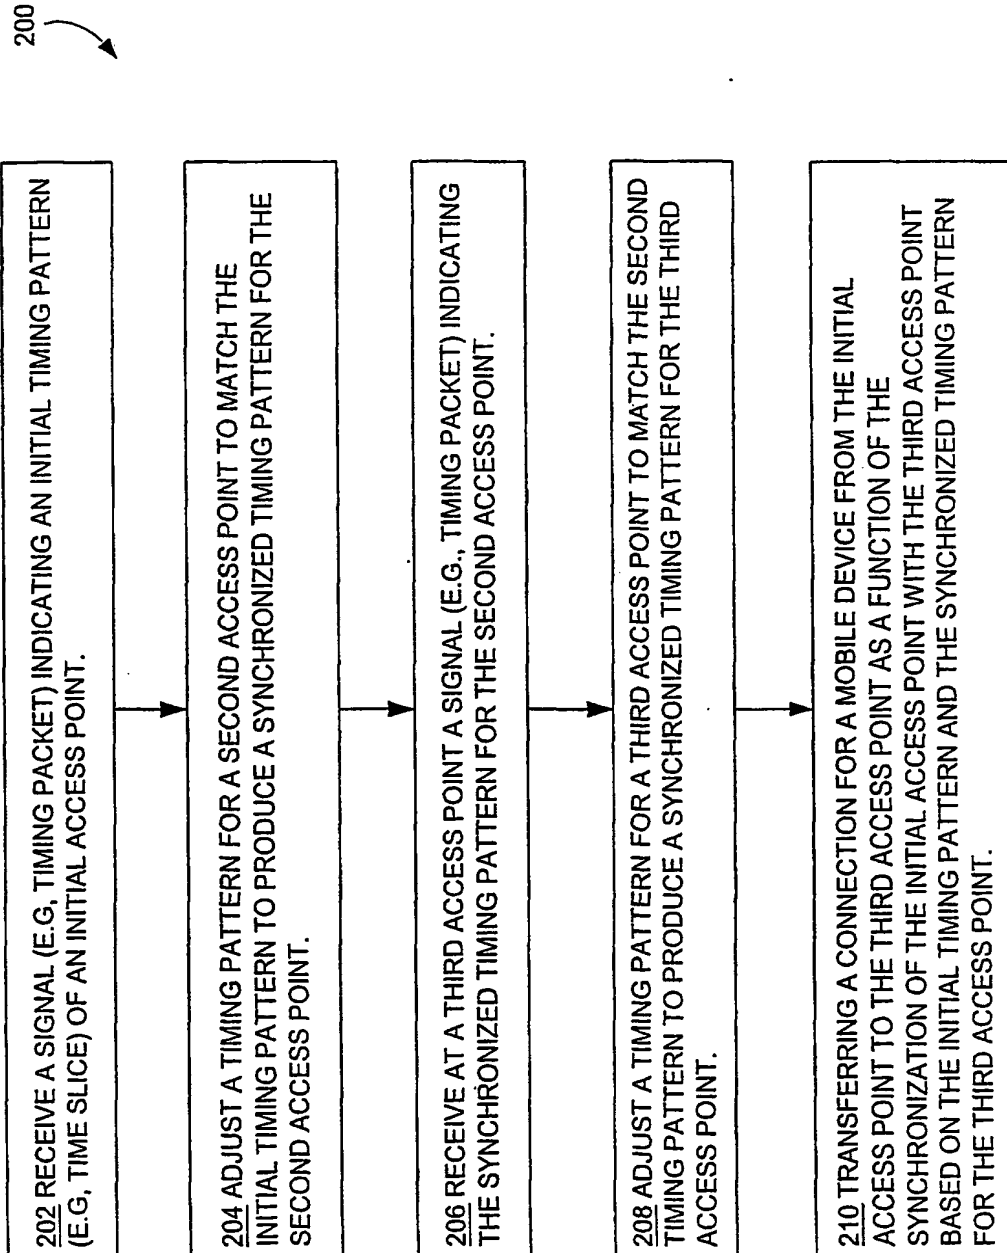 200
202 RECEIVE A SIGNAL (E.G, TIMING PACKET) INDICATING AN INITIAL TIMING PATTERN
(E.G, TIME SLICE) OF AN INITIAL ACCESS POINT.
204 ADJUST A TIMING PATTERN FOR A SECOND ACCESS POINT TO MATCH THE
INITIAL TIMING PATTERN TO PRODUCE A SYNCHRONIZED TIMING PATTERN FOR THE
SECOND ACCESS POINT.
206 RECEIVE AT A THIRD ACCESS POINT A SIGNAL (E.G., TIMING PACKET) INDICATING
THE SYNCHRONIZED TIMING PATTERN FOR THE SECOND ACCESS POINT.
208 ADJUST A TIMING PATTERN FOR A THIRD ACCESS POINT TO MATCH THE SECOND
TIMING PATTERN TO PRODUCE A SYNCHRONIZED TIMING PATTERN FOR THE THIRD
ACCESS POINT.
210 TRANSFERRING A CONNECTION FOR A MOBILE DEVICE FROM THE INITIAL
ACCESS POINT TO THE THIRD ACCESS POINT AS A FUNCTION OF THE
SYNCHRONIZATION OF THE INITIAL ACCESS POINT WITH THE THIRD ACCESS POINT
BASED ON THE INITIAL TIMING PATTERN AND THE SYNCHRONIZED TIMING PATTERN
FOR THE THIRD ACCESS POINT.